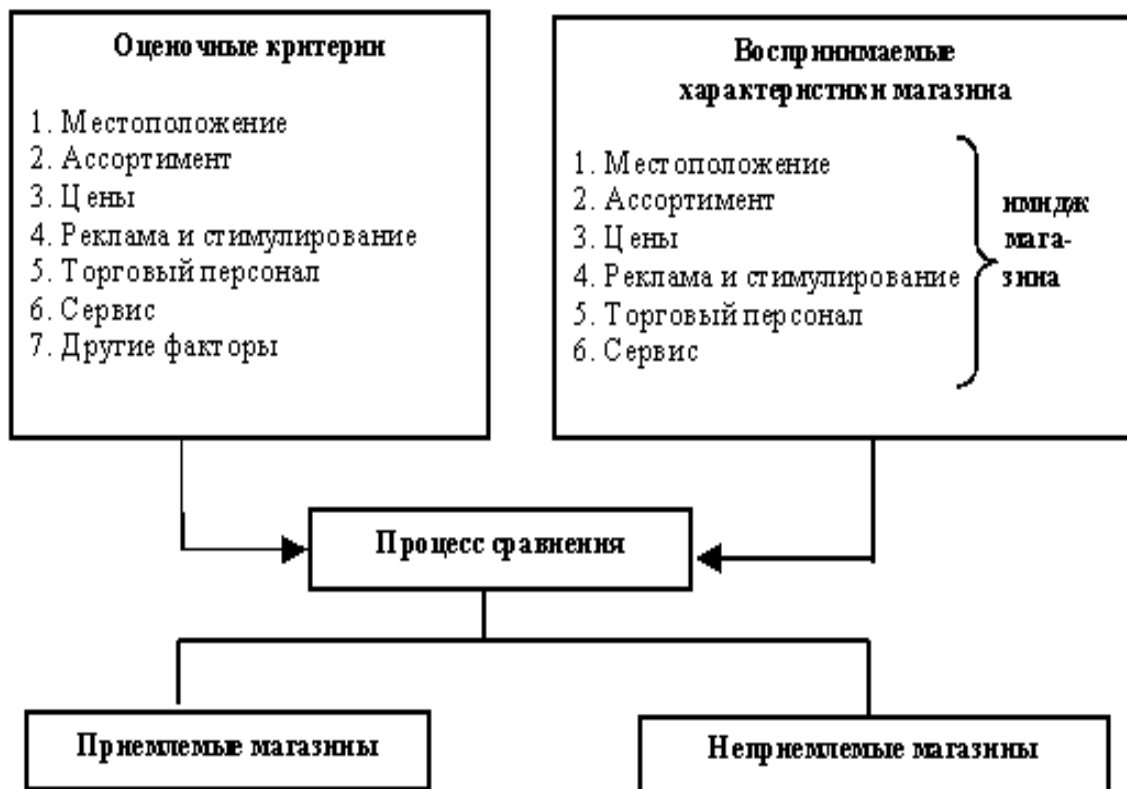 Оценочные критерии
1. Местоположение
2. Ассортимент
3. Цены
4. Реклама и стимулирование
5. Торговый персонал
6. Сервис
7. Другие факторы
Воспринимаемые
характеристики магазина
1. Местоположение
2. Ассортимент
3. Цены
4. Реклама и стимулирование
5. Торговый персонал
6. Сервис
имидж
мага-
зина
Процесс сравнения
Приемлемые магазины
Неприемлемые магазины